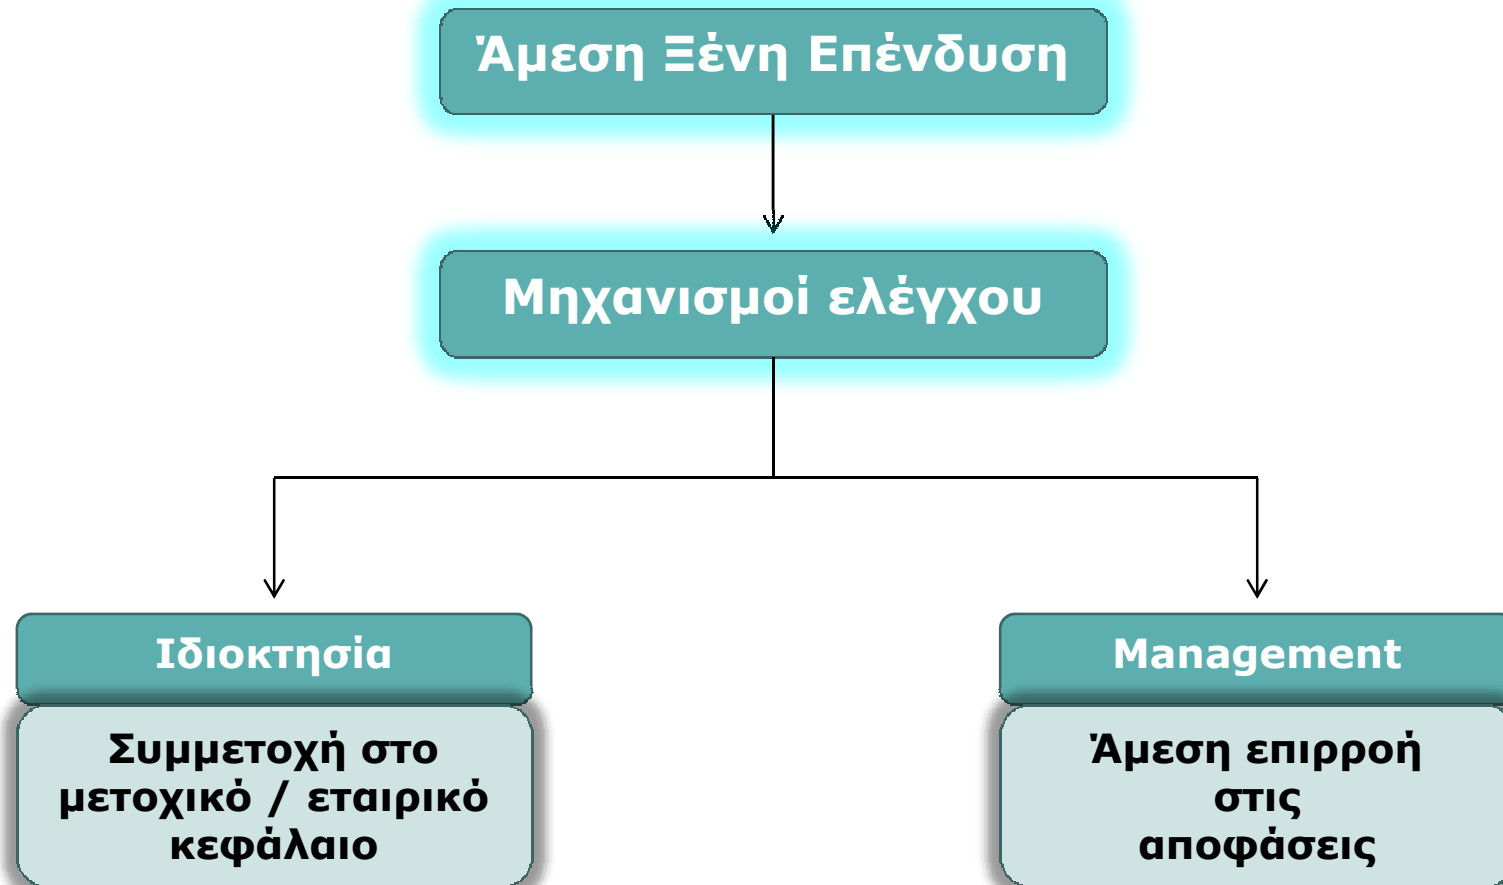 Άμεση Ξένη Επένδυση
Μηχανισμοί ελέγχου
Ιδιοκτησία
Συμμετοχή στο
μετοχικό / εταιρικό
κεφάλαιο
Management
Άμεση επιρροή
στις
αποφάσεις